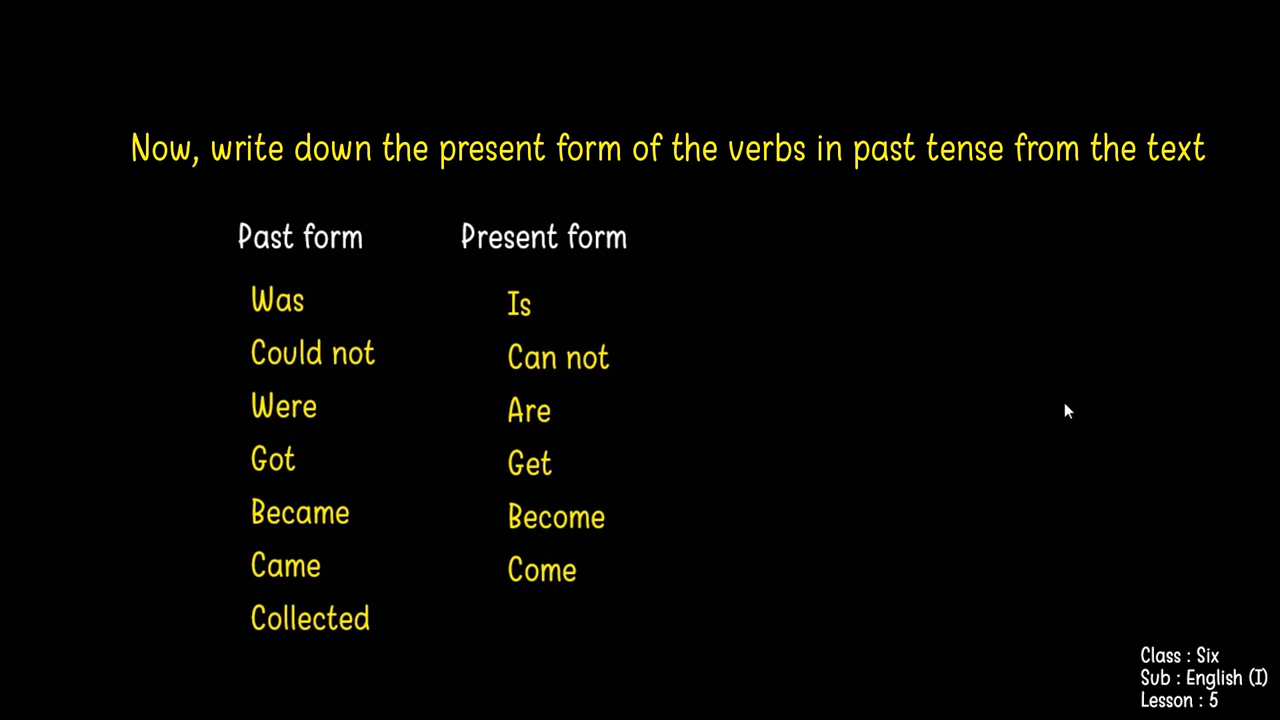 Now, write down the present form of the verbs in past tense from the text
Past form Present form
Was Is
Could not Can not
Were Are
Got Get
Became Become
Came Come
Collected
Class : Six
Sub : English (I)
Lesson : 5